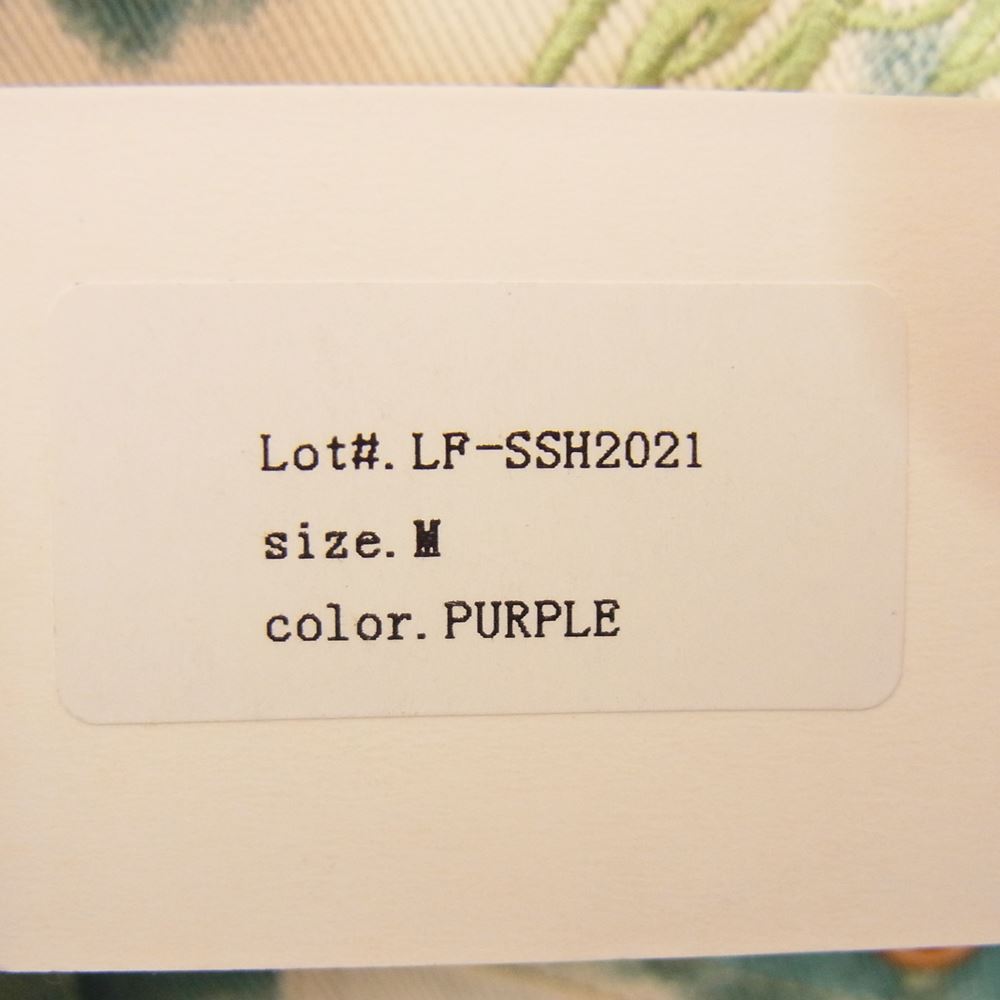 Lot#. LF-SSH2021
size. M
color. PURPLE